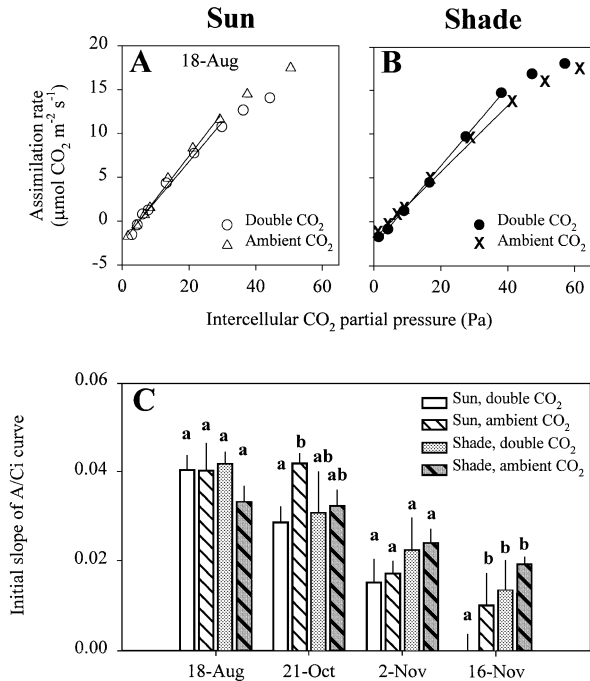 Sun Shade
A 18-Aug B
20
15
10
5
0
-5
Assimilation rate
(μmol CO₂ m⁻² s⁻¹)
Double CO₂
Ambient CO₂
Double CO₂
Ambient CO₂
0 20 40 60 0 20 40 60
Intercellular CO₂ partial pressure (Pa)
C
0.06
0.04
0.02
0.00
Initial slope of A/Ci curve
Sun, double CO₂
Sun, ambient CO₂
Shade, double CO₂
Shade, ambient CO₂
a a a a
a b ab ab
a a a a
a b b b
18-Aug 21-Oct 2-Nov 16-Nov